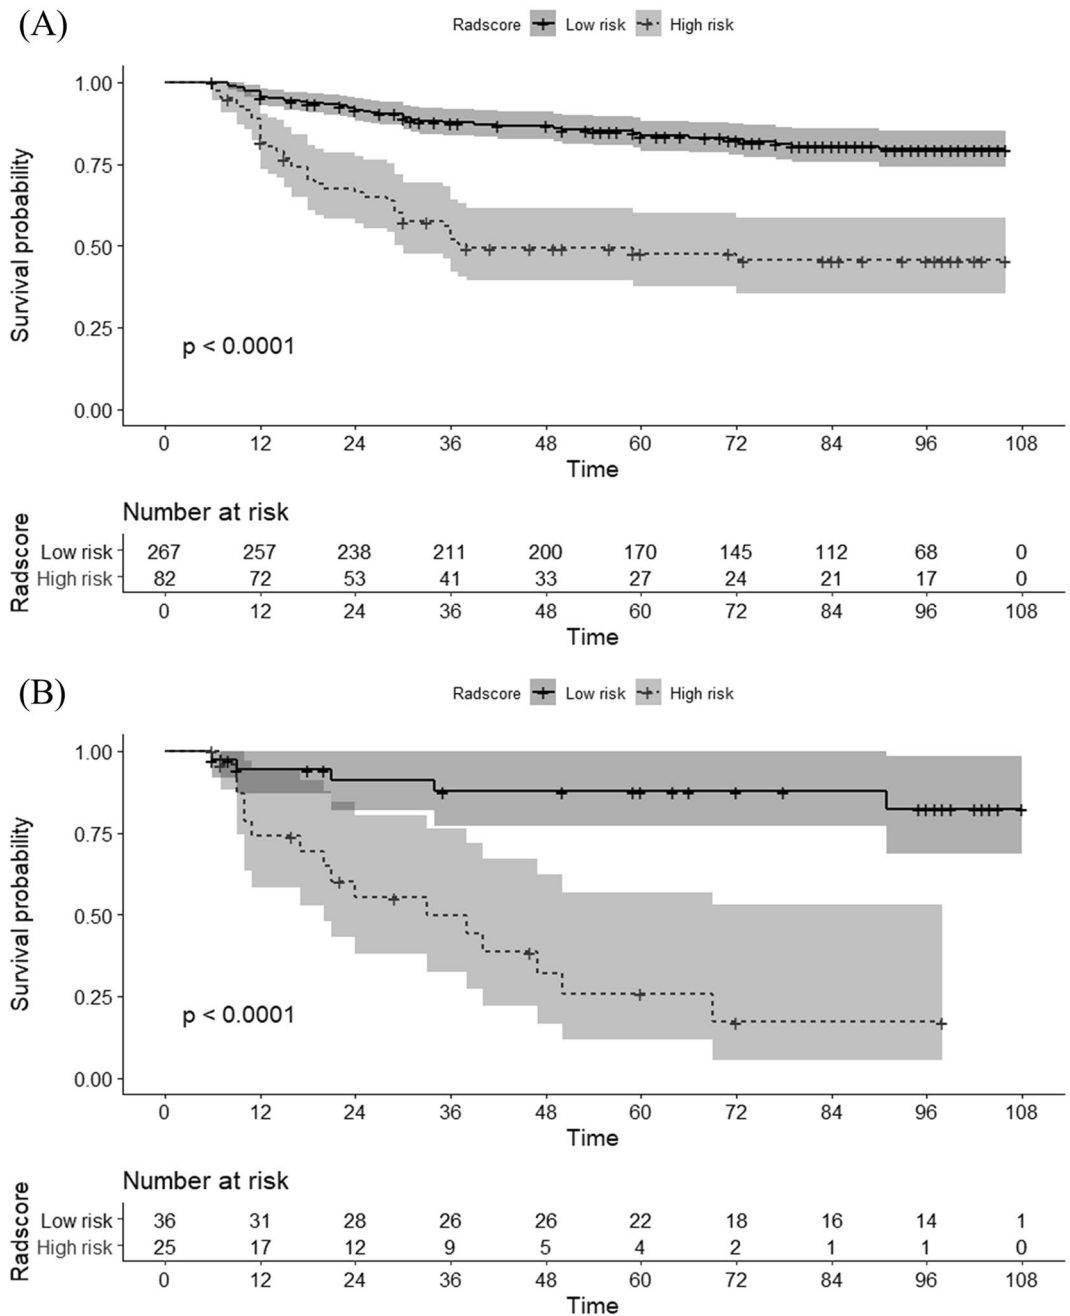 (A)
Radscore Low risk High risk
Survival probability
1.00
0.75
0.50
0.25
0.00
p < 0.0001
0 12 24 36 48 60 72 84 96 108
Time
Number at risk
Radscore
Low risk 267 257 238 211 200 170 145 112 68 0
High risk 82 72 53 41 33 27 24 21 17 0
0 12 24 36 48 60 72 84 96 108
Time
(B)
Radscore Low risk High risk
Survival probability
1.00
0.75
0.50
0.25
0.00
p < 0.0001
0 12 24 36 48 60 72 84 96 108
Time
Number at risk
Radscore
Low risk 36 31 28 26 26 22 18 16 14 1
High risk 25 17 12 9 5 4 2 1 1 0
0 12 24 36 48 60 72 84 96 108
Time